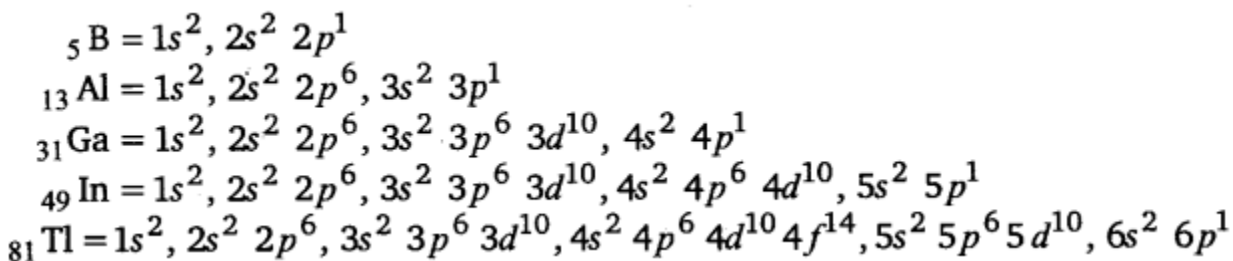 ₅B = 1s², 2s² 2p¹
₁₃Al = 1s², 2s² 2p⁶, 3s² 3p¹
₃₁Ga = 1s², 2s² 2p⁶, 3s² 3p⁶ 3d¹⁰, 4s² 4p¹
₄₉In = 1s², 2s² 2p⁶, 3s² 3p⁶ 3d¹⁰, 4s² 4p⁶ 4d¹⁰, 5s² 5p¹
₈₁Tl = 1s², 2s² 2p⁶, 3s² 3p⁶ 3d¹⁰, 4s² 4p⁶ 4d¹⁰ 4f¹⁴, 5s² 5p⁶ 5d¹⁰, 6s² 6p¹